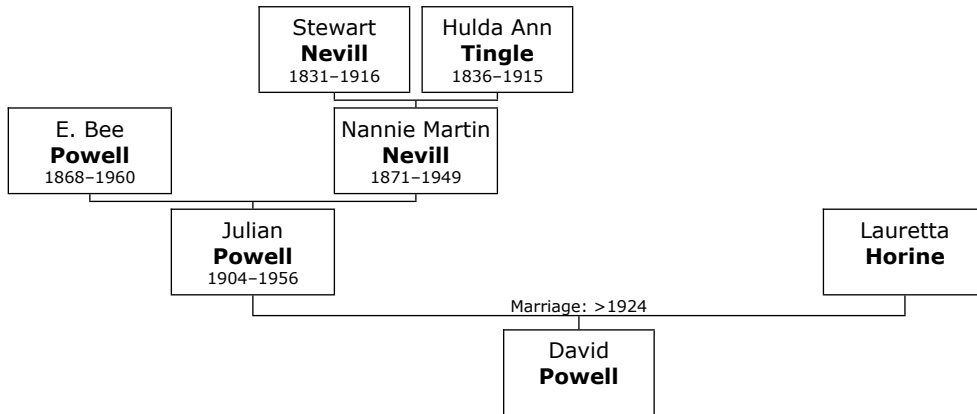 Stewart
Nevill
1831–1916
Hulda Ann
Tingle
1836–1915
E. Bee
Powell
1868–1960
Nannie Martin
Nevill
1871–1949
Julian
Powell
1904–1956
Lauretta
Horine
Marriage: >1924
David
Powell